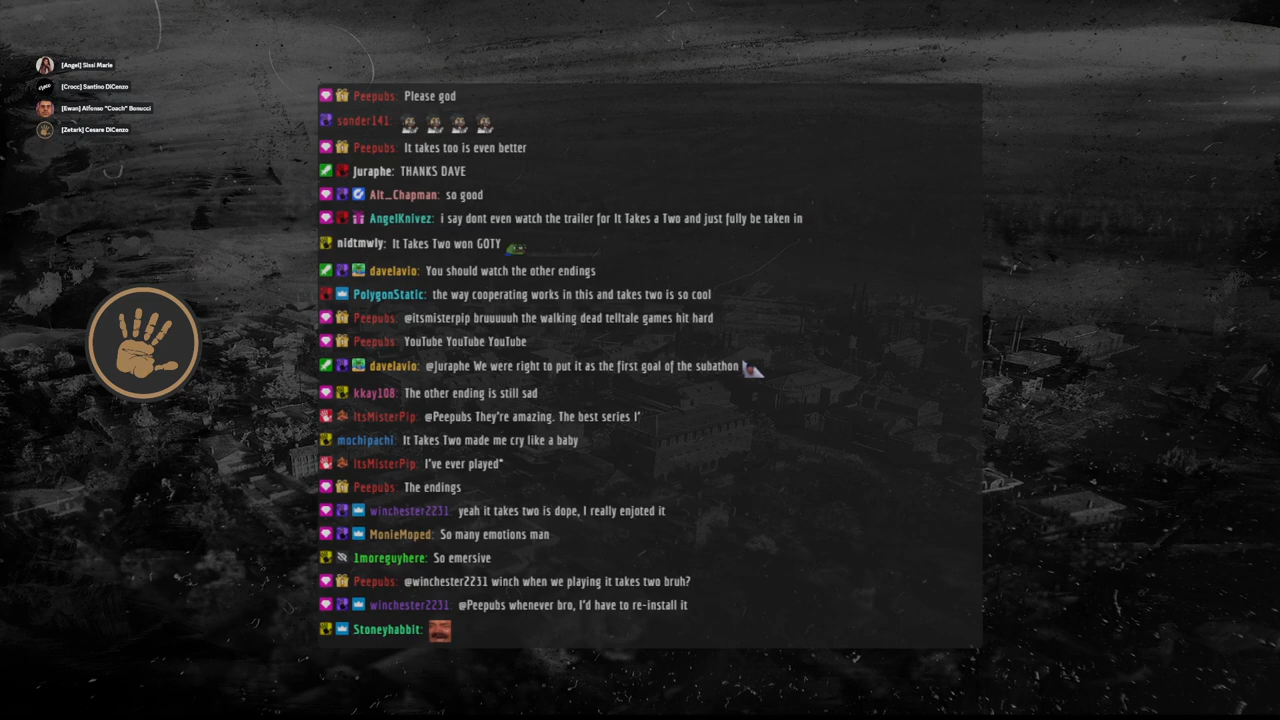 [Angel] Sissi Marie
[Crocc] Santino DiCenzo
[Ewan] Alfonso "Coach" Bonucci
[Zetark] Cesare DiCenzo
Peepubs: Please god
sonder141:
Peepubs: It takes too is even better
Juraphe: THANKS DAVE
Alt_Chapman: so good
AngelKnivez: i say dont even watch the trailer for It Takes a Two and just fully be taken in
nidtmwly: It Takes Two won GOTY
davelavio: You should watch the other endings
PolygonStatic: the way cooperating works in this and takes two is so cool
Peepubs: @itsmisterpip bruuuuuh the walking dead telltale games hit hard
Peepubs: YouTube YouTube YouTube
davelavio: @Juraphe We were right to put it as the first goal of the subathon
kkay108: The other ending is still sad
ItsMisterPip: @Peepubs They're amazing. The best series I'
mochipachi: It Takes Two made me cry like a baby
ItsMisterPip: I've ever played*
Peepubs: The endings
winchester2231: yeah it takes two is dope, I really enjoted it
MonieMoped: So many emotions man
1moreguyhere: So emersive
Peepubs: @winchester2231 winch when we playing it takes two bruh?
winchester2231: @Peepubs whenever bro, I'd have to re-install it
Stoneyhabbit: